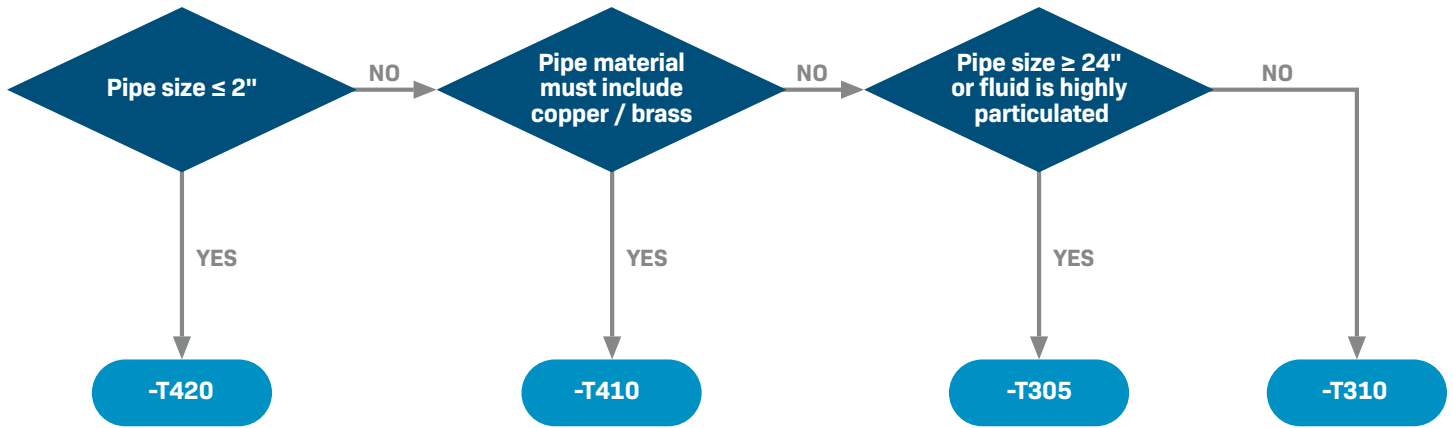 Pipe size ≤ 2"
NO
Pipe material
must include
copper / brass
NO
Pipe size ≥ 24"
or fluid is highly
particulated
NO
YES
YES
YES
-T420
-T410
-T305
-T310